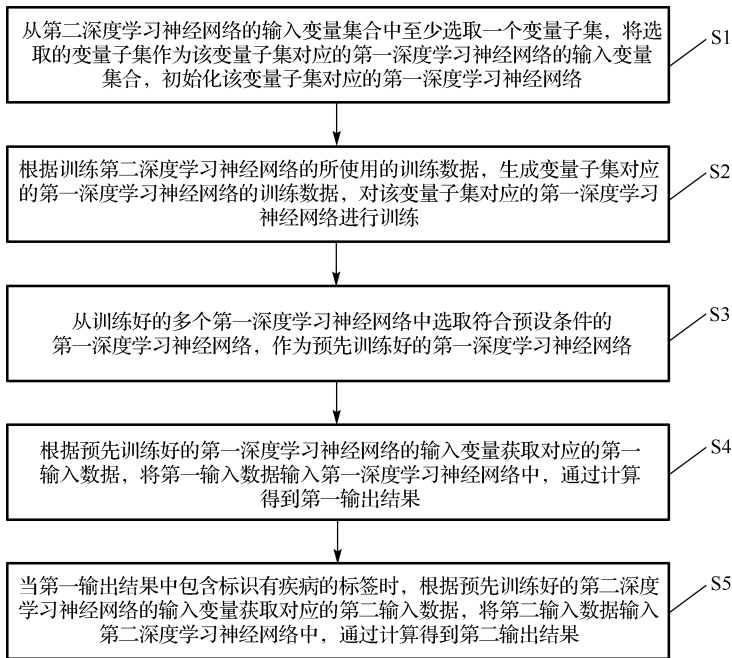 从第二深度学习神经网络的输入变量集合中至少选取一个变量子集，将选
取的变量子集作为该变量子集对应的第一深度学习神经网络的输入变量
集合，初始化该变量子集对应的第一深度学习神经网络
S1
根据训练第二深度学习神经网络的所使用的训练数据，生成变量子集对应
的第一深度学习神经网络的训练数据，对该变量子集对应的第一深度学习
神经网络进行训练
S2
从训练好的多个第一深度学习神经网络中选取符合预设条件的
第一深度学习神经网络，作为预先训练好的第一深度学习神经网络
S3
根据预先训练好的第一深度学习神经网络的输入变量获取对应的第一
输入数据，将第一输入数据输入第一深度学习神经网络中，通过计算
得到第一输出结果
S4
当第一输出结果中包含标识有疾病的标签时，根据预先训练好的第二深度
学习神经网络的输入变量获取对应的第二输入数据，将第二输入数据输入
第二深度学习神经网络中，通过计算得到第二输出结果
S5